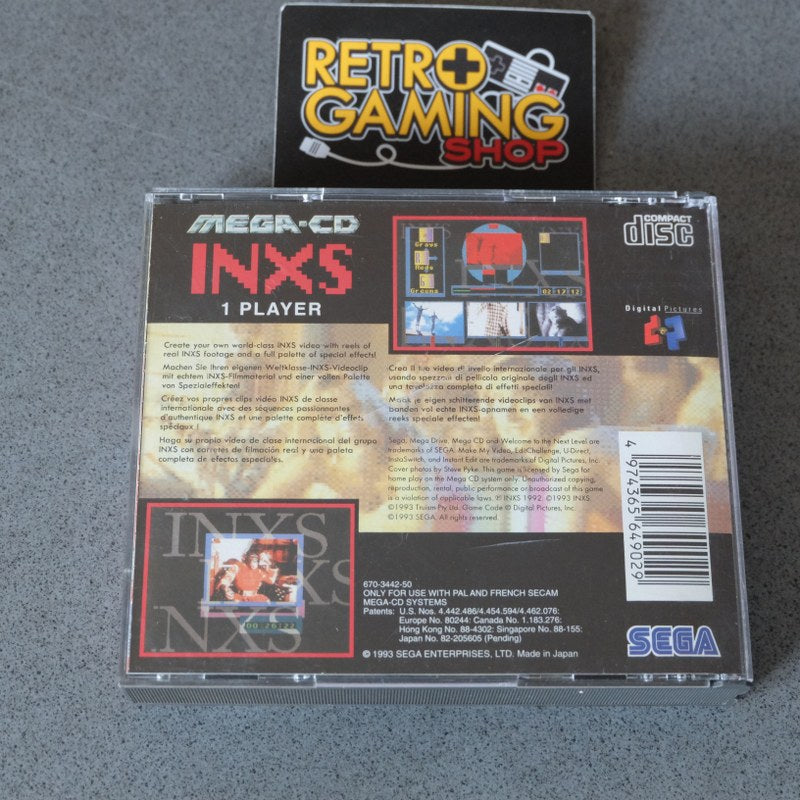 RETRO
GAMING
SHOP
MEGA-CD
INXS
1 PLAYER
COMPACT
disc
Grays
Reds
Greens
02:12:12
Digital Pictures
Create your own world-class INXS video with reels of
real INXS footage and a full palette of special effects!
Machen Sie Ihren eigenen Weltklasse-INXS-Videoclip
mit echtem INXS-Filmmaterial und einer vollen Palette
von Spezialeffekten!
Créez vos propres clips vidéo INXS de classe
internationale avec des séquences passionnantes
d'authentique INXS et une palette complète d'effets
spéciaux !
Haga su propio vídeo de clase internacional del grupo
INXS con carretes de filmación real y una paleta
completa de efectos especiales.
Crea il tuo video di livello internazionale per gli INXS,
usando spezzoni di pellicola originale degli INXS ed
una tavolozza completa di effetti speciali!
Maak je eigen schitterende videoclips van INXS met
banden vol echte INXS-opnamen en een volledige
reeks speciale effecten!
Sega, Mega Drive, Mega CD and Welcome to the Next Level are
trademarks of SEGA. Make My Video, EditChallenge, U-Direct,
InstaSwitch, and Instant Edit are trademarks of Digital Pictures, Inc.
Cover photos by Steve Pyke. This game is licensed by Sega for
home play on the Mega CD system only. Unauthorized copying,
reproduction, rental, public performance or broadcast of this game
is a violation of applicable laws. ℗ INXS 1992. ©1993 INXS.
©1993 Truism Pty Ltd. Game Code © Digital Pictures, Inc.
©1993 SEGA. All rights reserved.
4 974365 649029
INXS
INXS
INXS
00:26:22
670-3442-50
ONLY FOR USE WITH PAL AND FRENCH SECAM
MEGA-CD SYSTEMS
Patents: U.S. Nos. 4.442.486/4.454.594/4.462.076:
Europe No. 80244: Canada No. 1.183.276:
Hong Kong No. 88-4302: Singapore No. 88-155:
Japan No. 82-205605 (Pending)
© 1993 SEGA ENTERPRISES, LTD. Made in Japan
SEGA